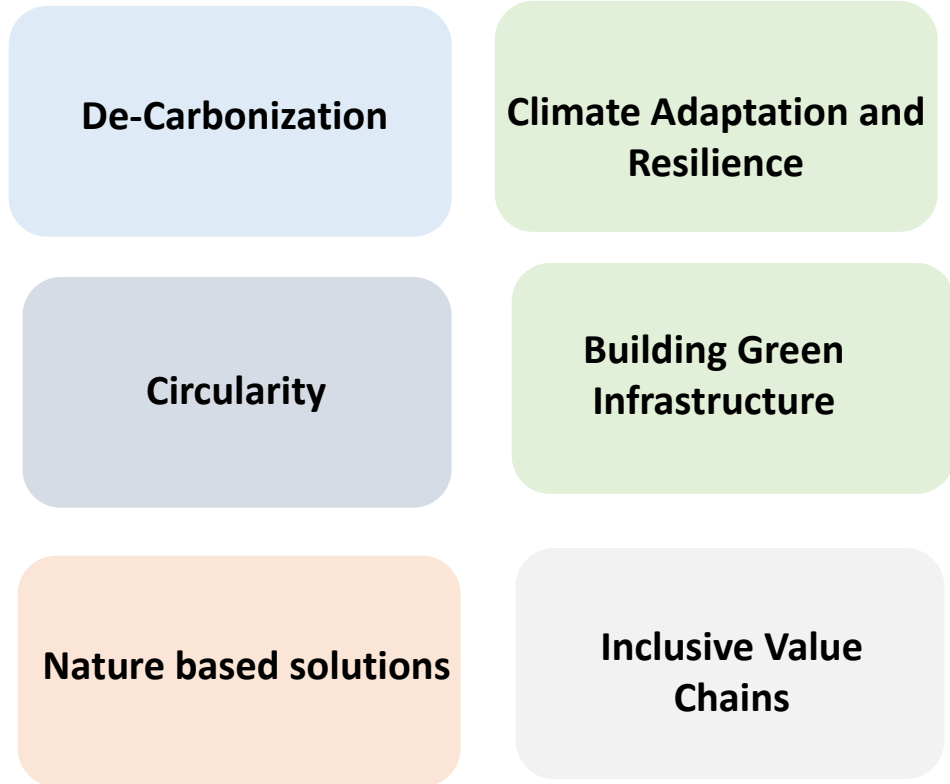 De-Carbonization
Climate Adaptation and
Resilience
Circularity
Building Green
Infrastructure
Nature based solutions
Inclusive Value
Chains